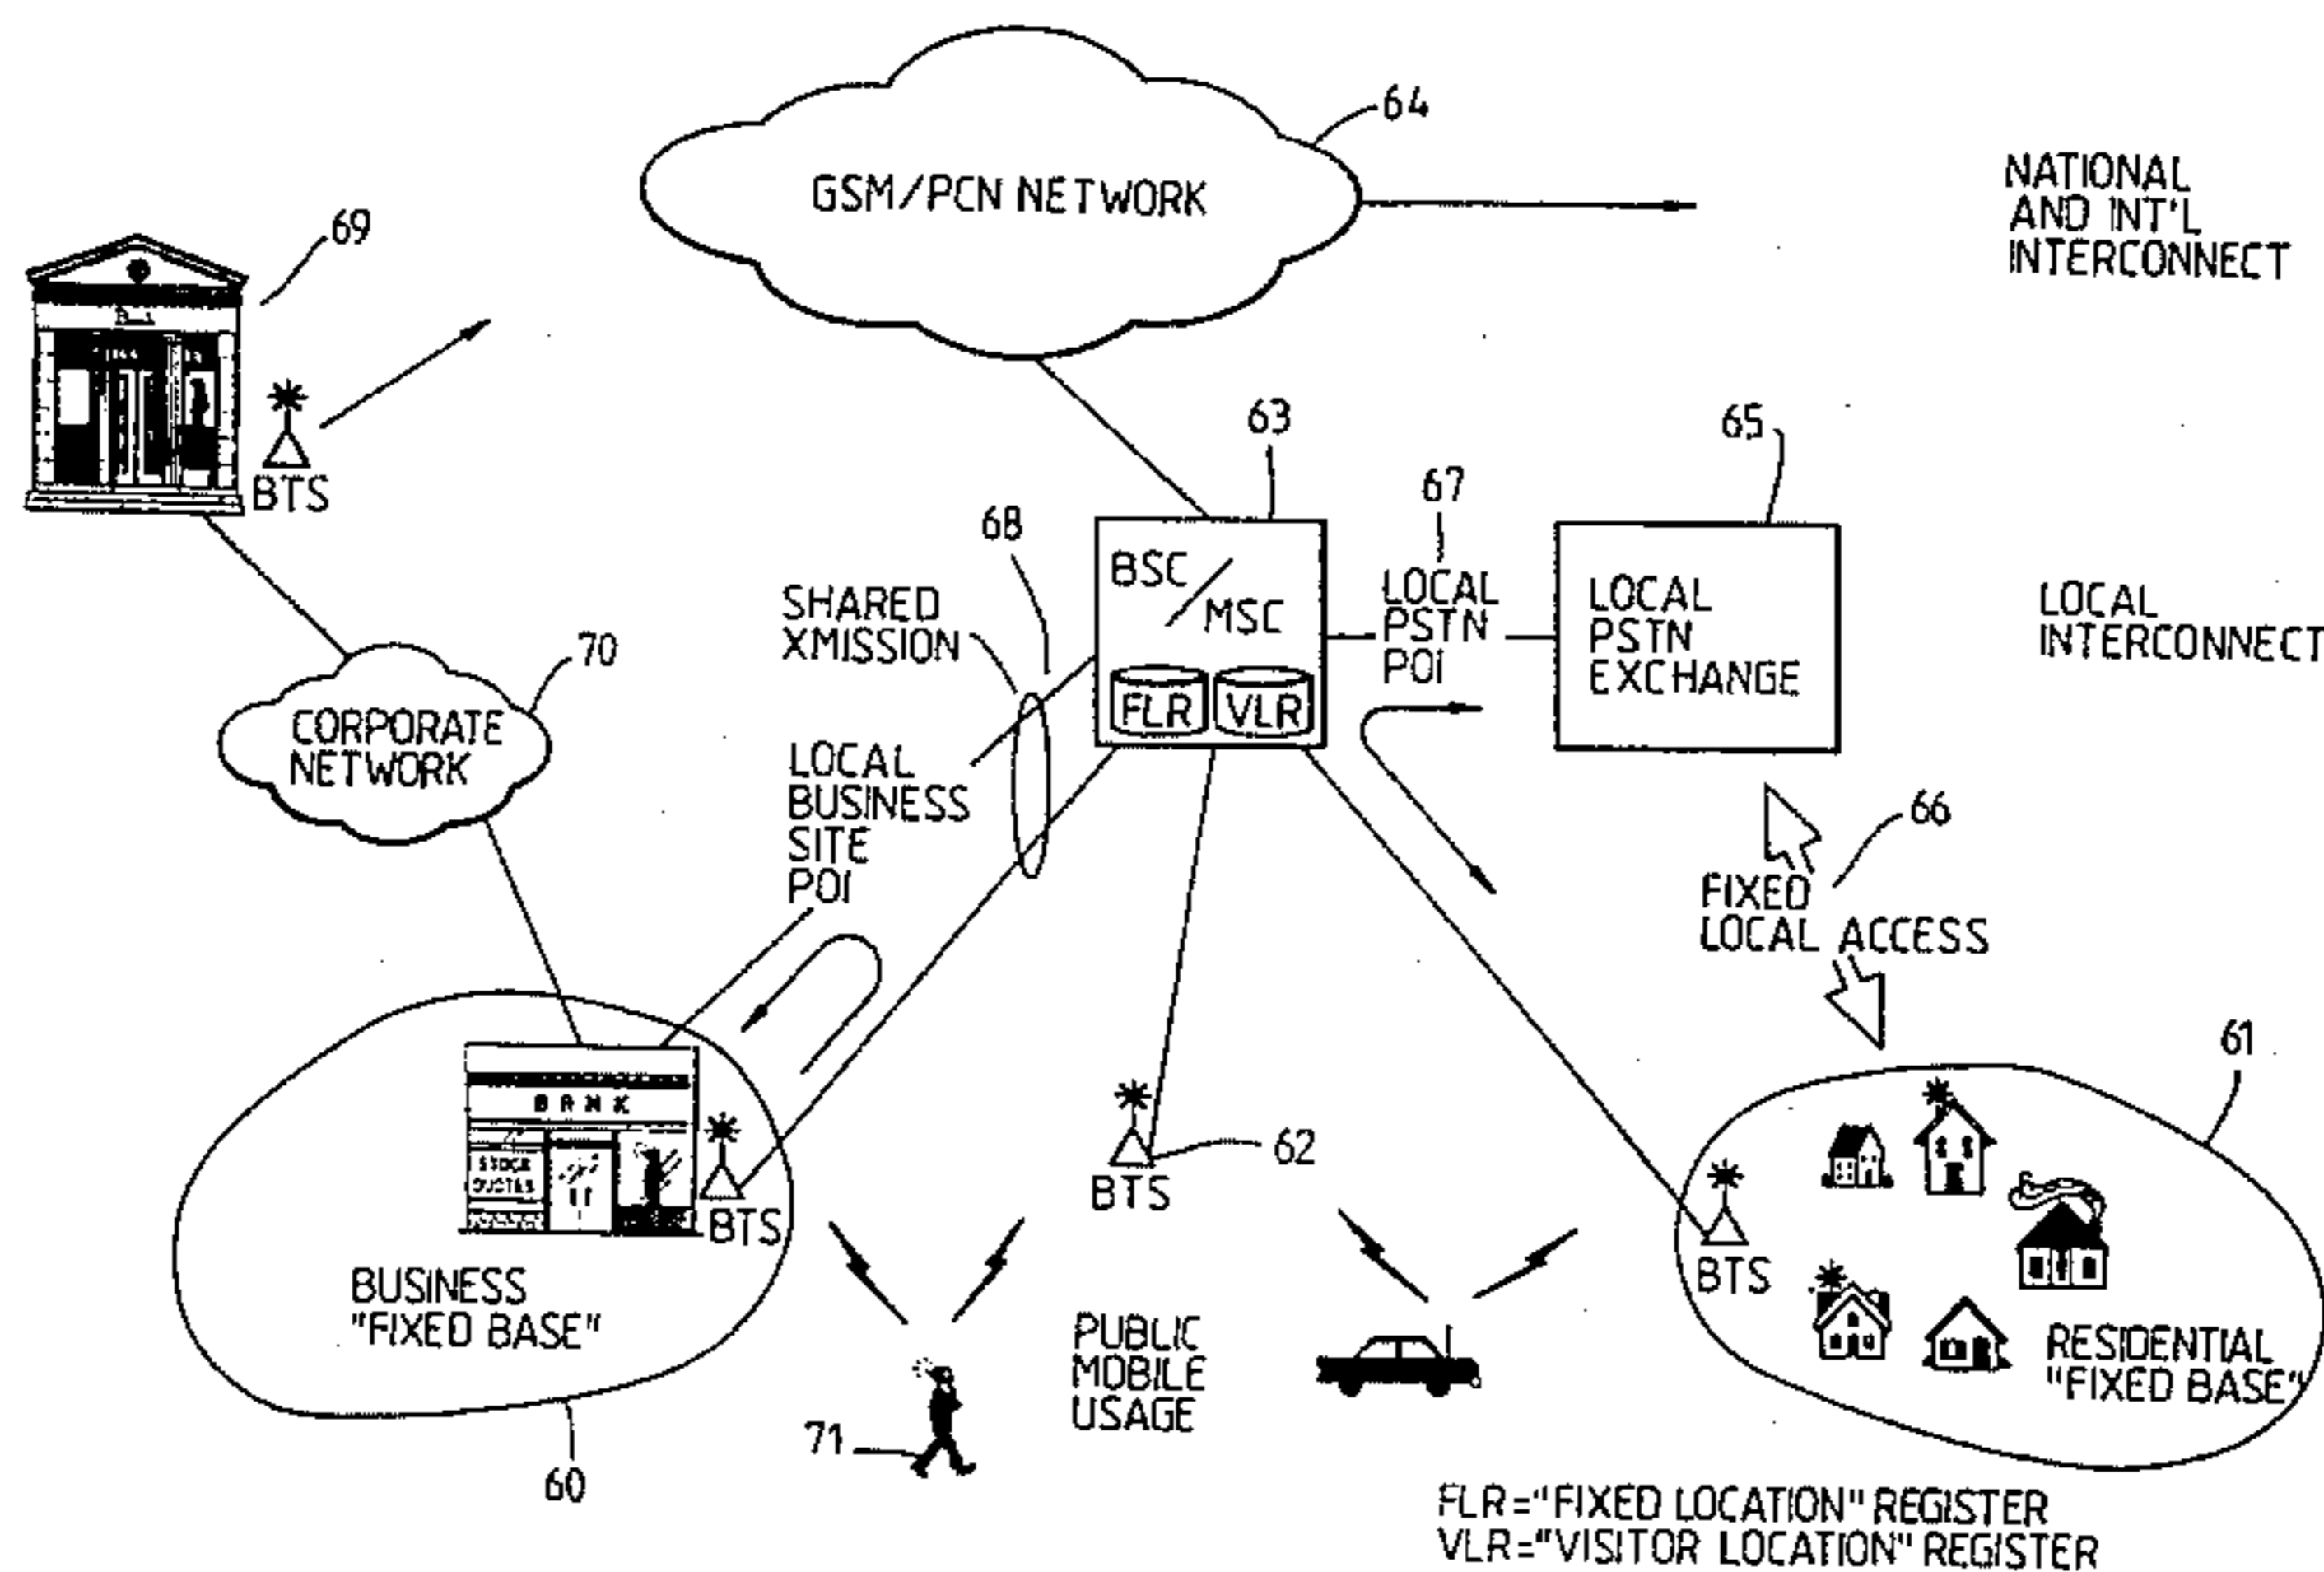 64
GSM/PCN NETWORK
NATIONAL
AND INT'L
INTERCONNECT
69
BTS
63
65
67
68
BSC/MSC
FLR
VLR
LOCAL
PSTN
POI
LOCAL
PSTN
EXCHANGE
LOCAL
INTERCONNECT
SHARED
XMISSION
70
CORPORATE
NETWORK
LOCAL
BUSINESS
SITE
POI
66
FIXED
LOCAL ACCESS
61
BANK
STOCK
QUOTES
BTS
62
BTS
BTS
BUSINESS
"FIXED BASE"
PUBLIC
MOBILE
USAGE
RESIDENTIAL
"FIXED BASE"
71
60
FLR="FIXED LOCATION" REGISTER
VLR="VISITOR LOCATION" REGISTER